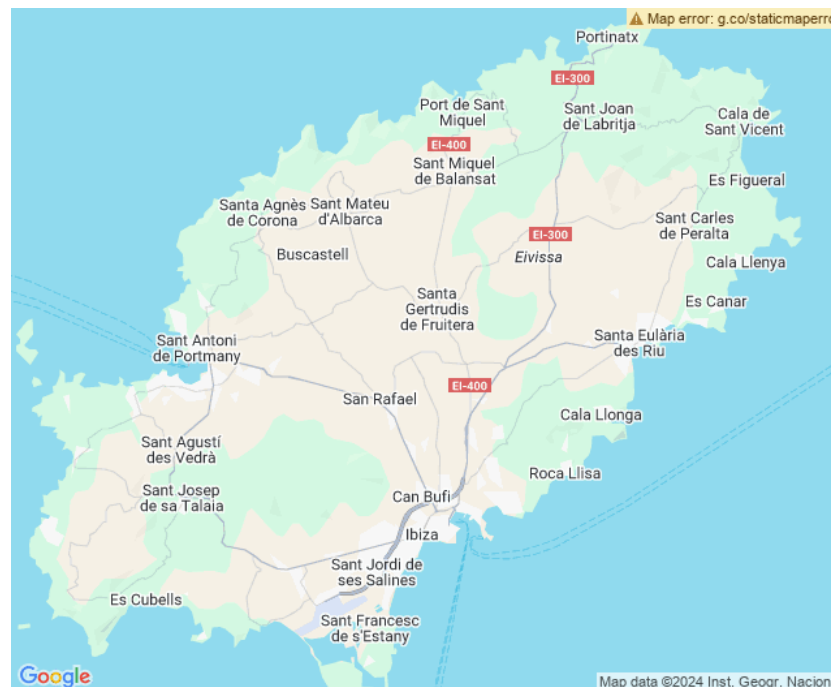 Map error: g.co/staticmaperro
Portinatx
EI-300
Port de Sant
Miquel
Sant Joan
de Labritja
Cala de
Sant Vicent
EI-400
Sant Miquel
de Balansat
Es Figueral
Santa Agnès
de Corona
Sant Mateu
d'Albarca
Sant Carles
de Peralta
EI-300
Buscastell
Eivissa
Cala Llenya
Santa
Gertrudis
de Fruitera
Es Canar
Sant Antoni
de Portmany
Santa Eulària
des Riu
EI-400
San Rafael
Cala Llonga
Sant Agustí
des Vedrà
Roca Llisa
Sant Josep
de sa Talaia
Can Bufi
Ibiza
Sant Jordi de
ses Salines
Es Cubells
Sant Francesc
de s'Estany
Google
Map data ©2024 Inst. Geogr. Nacion